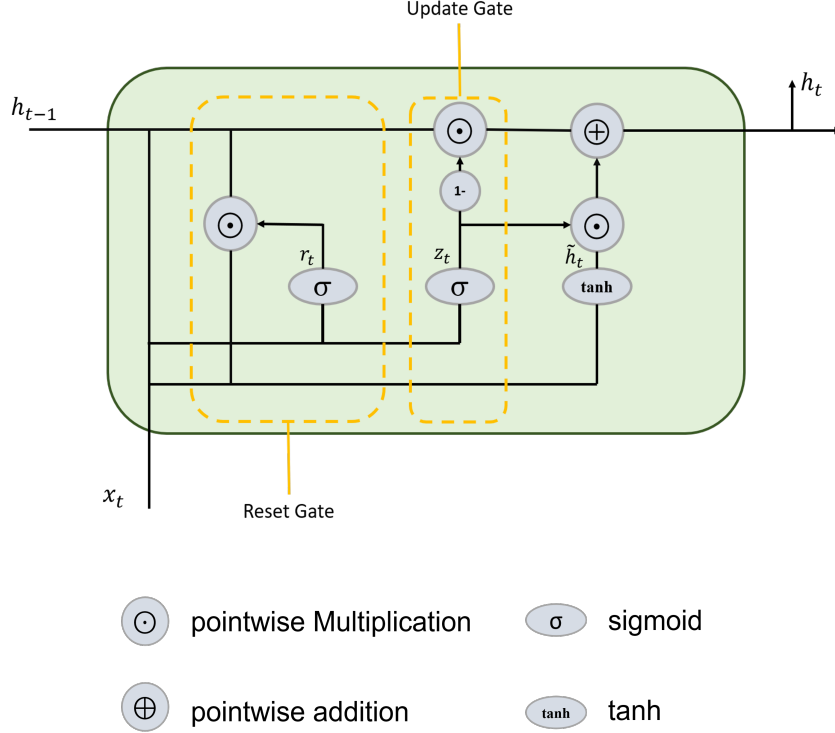 Update Gate
h_{t−1}
h_t
⊙
+
1-
⊙
⊙
r_t
z_t
h̃_t
σ
σ
tanh
x_t
Reset Gate
⊙ pointwise Multiplication
σ sigmoid
⊕ pointwise addition
tanh tanh